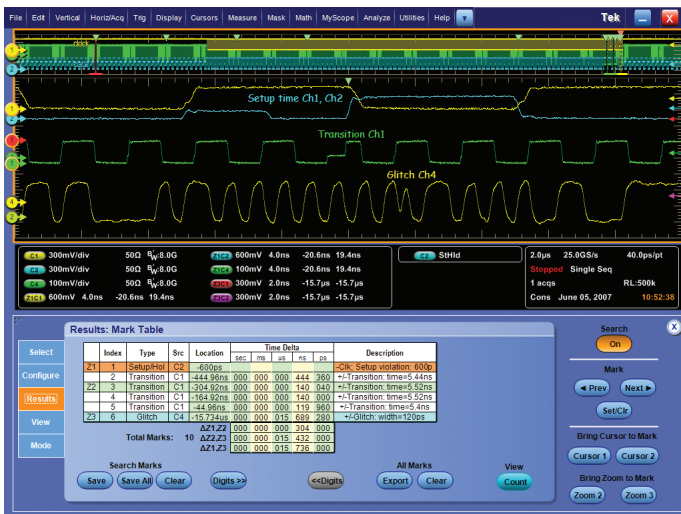 File Edit Vertical Horiz/Acq Trig Display Cursors Measure Mask Math MyScope Analyze Utilities Help Tek X
Setup time Ch1, Ch2
Transition Ch1
Glitch Ch4
C1 300mV/div 50Ω BW:8.0G Z1C2 600mV 4.0ns -20.6ns 19.4ns C2 StHld 2.0µs 25.0GS/s 40.0ps/pt
C2 300mV/div 50Ω BW:8.0G Z1C4 100mV 4.0ns -20.6ns 19.4ns Stopped Single Seq
C4 100mV/div 50Ω BW:8.0G 300mV 2.0ns -15.7µs -15.7µs 1 acqs RL:500k
Z1C1 600mV 4.0ns -20.6ns 19.4ns 300mV 2.0ns -15.7µs -15.7µs Cons June 05, 2007 10:52:38
Results: Mark Table
Select
Configure
Results
View
Mode
Time Delta
Index Type Src Location sec ms us ns ps Description
Z1 1 Setup/Hol C2 -600ps -Clk; Setup violation: 600p
2 Transition C1 -444.96ns 000 000 000 444 360 +/-Transition: time=5.44ns
Z2 3 Transition C1 -304.92ns 000 000 000 140 040 +/-Transition: time=5.52ns
4 Transition C1 -164.92ns 000 000 000 140 000 +/-Transition: time=5.52ns
5 Transition C1 -44.96ns 000 000 000 119 960 +/-Transition: time=5.4ns
Z3 6 Glitch C4 -15.734us 000 000 015 689 280 +/-Glitch: width=120ps
ΔZ1,Z2 000 000 000 304 000
Total Marks: 10 ΔZ2,Z3 000 000 015 432 000
ΔZ1,Z3 000 000 015 736 000
Search Marks
Save Save All Clear Digits >> <<Digits
All Marks
Export Clear
View
Count
Search
On
X
Mark
◄ Prev Next ►
Set/Clr
Bring Cursor to Mark
Cursor 1 Cursor 2
Bring Zoom to Mark
Zoom 2 Zoom 3